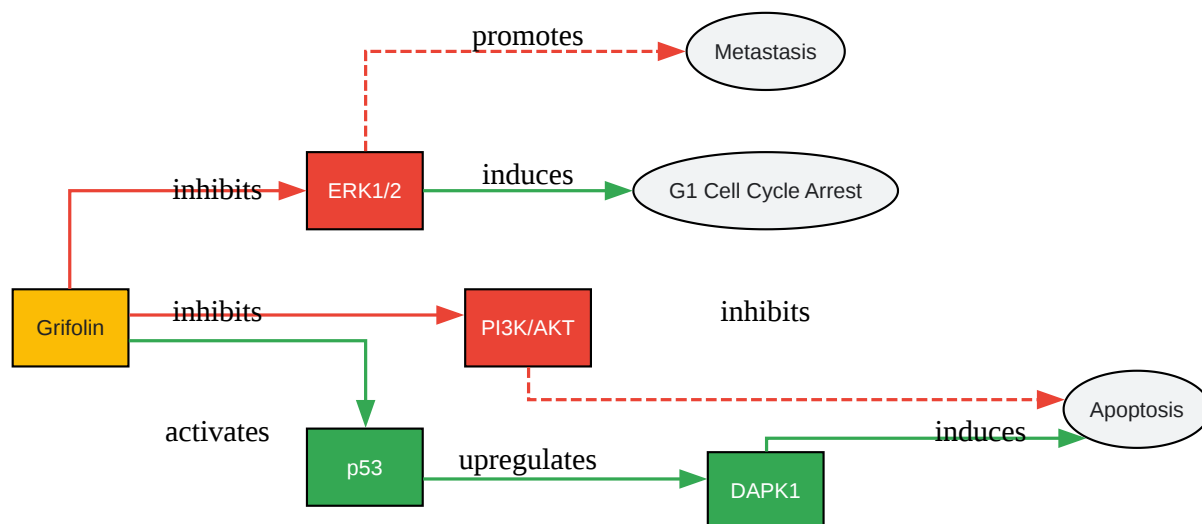 promotes
Metastasis
inhibits
ERK1/2
induces
G1 Cell Cycle Arrest
Grifolin
inhibits
PI3K/AKT
inhibits
Apoptosis
activates
p53
upregulates
DAPK1
induces